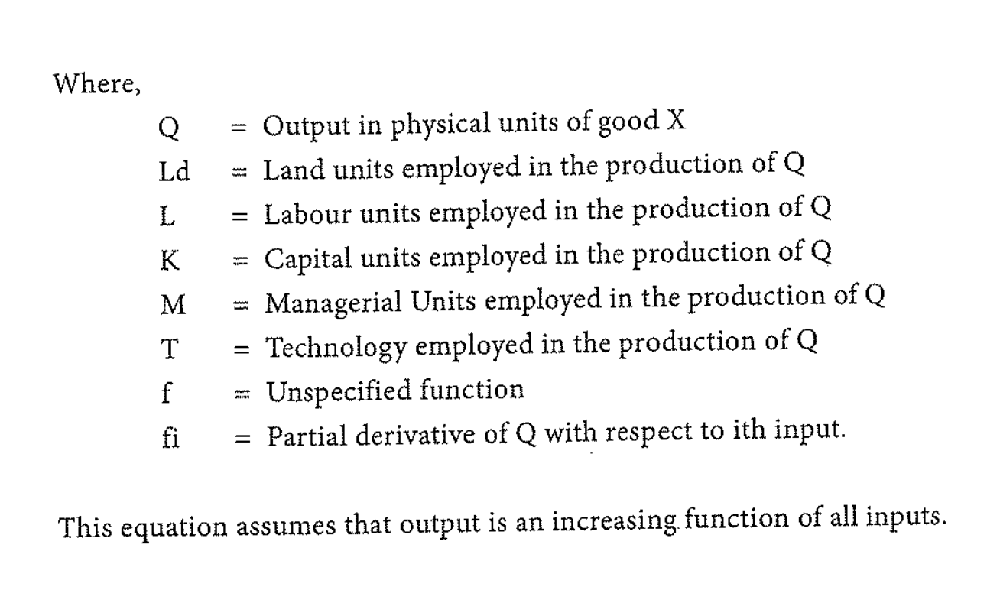 Where,
Q = Output in physical units of good X
Ld = Land units employed in the production of Q
L = Labour units employed in the production of Q
K = Capital units employed in the production of Q
M = Managerial Units employed in the production of Q
T = Technology employed in the production of Q
f = Unspecified function
fi = Partial derivative of Q with respect to ith input.
This equation assumes that output is an increasing function of all inputs.